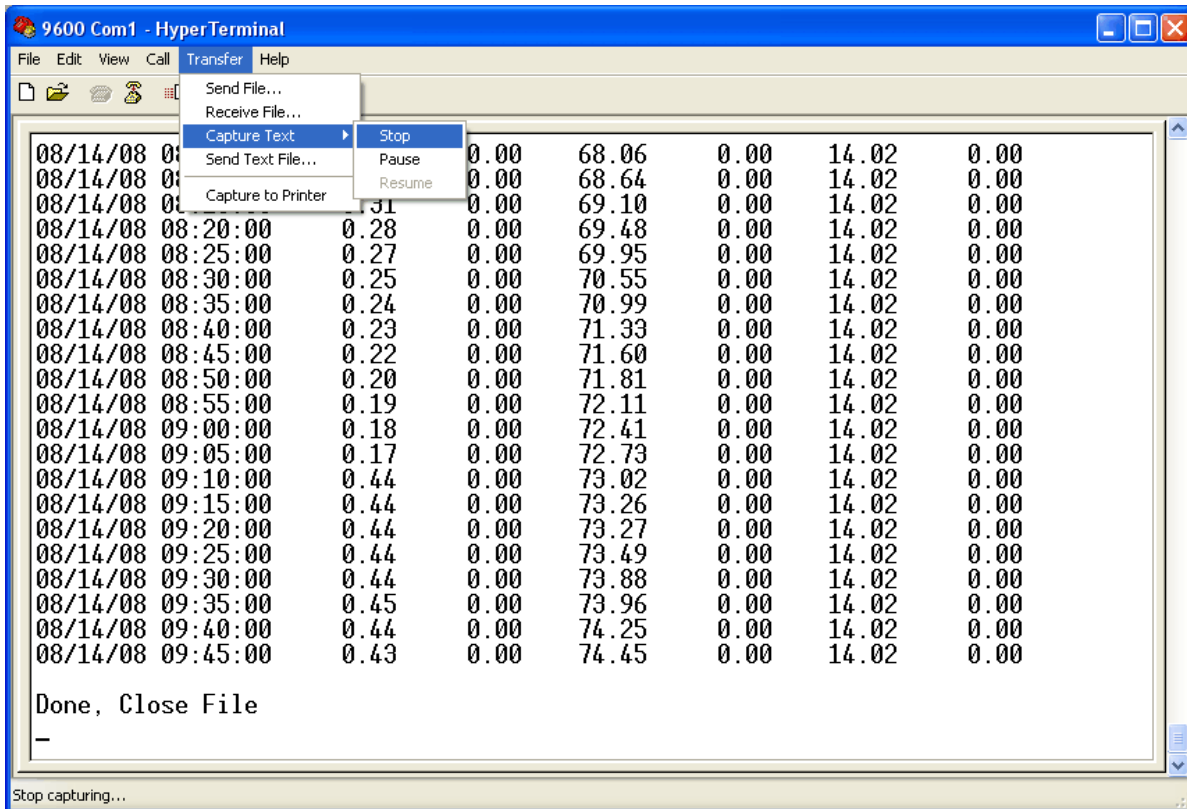 9600 Com1 - HyperTerminal
File Edit View Call Transfer Help
Send File...
Receive File...
Capture Text
Send Text File...
Capture to Printer
Stop
Pause
Resume
08/14/08 0.00 68.06 0.00 14.02 0.00
08/14/08 0.00 68.64 0.00 14.02 0.00
08/14/08 0.31 0.00 69.10 0.00 14.02 0.00
08/14/08 08:20:00 0.28 0.00 69.48 0.00 14.02 0.00
08/14/08 08:25:00 0.27 0.00 69.95 0.00 14.02 0.00
08/14/08 08:30:00 0.25 0.00 70.55 0.00 14.02 0.00
08/14/08 08:35:00 0.24 0.00 70.99 0.00 14.02 0.00
08/14/08 08:40:00 0.23 0.00 71.33 0.00 14.02 0.00
08/14/08 08:45:00 0.22 0.00 71.60 0.00 14.02 0.00
08/14/08 08:50:00 0.20 0.00 71.81 0.00 14.02 0.00
08/14/08 08:55:00 0.19 0.00 72.11 0.00 14.02 0.00
08/14/08 09:00:00 0.18 0.00 72.41 0.00 14.02 0.00
08/14/08 09:05:00 0.17 0.00 72.73 0.00 14.02 0.00
08/14/08 09:10:00 0.44 0.00 73.02 0.00 14.02 0.00
08/14/08 09:15:00 0.44 0.00 73.26 0.00 14.02 0.00
08/14/08 09:20:00 0.44 0.00 73.27 0.00 14.02 0.00
08/14/08 09:25:00 0.44 0.00 73.49 0.00 14.02 0.00
08/14/08 09:30:00 0.44 0.00 73.88 0.00 14.02 0.00
08/14/08 09:35:00 0.45 0.00 73.96 0.00 14.02 0.00
08/14/08 09:40:00 0.44 0.00 74.25 0.00 14.02 0.00
08/14/08 09:45:00 0.43 0.00 74.45 0.00 14.02 0.00
Done, Close File
Stop capturing...